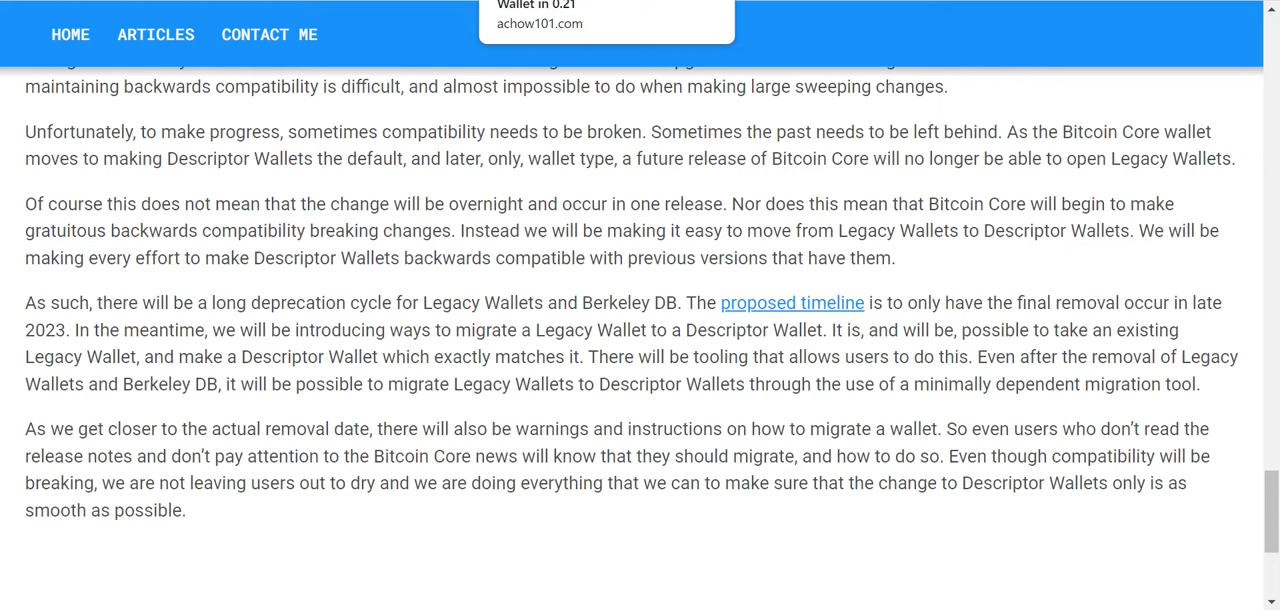 Wallet in 0.21
achow101.com
HOME ARTICLES CONTACT ME
maintaining backwards compatibility is difficult, and almost impossible to do when making large sweeping changes.
Unfortunately, to make progress, sometimes compatibility needs to be broken. Sometimes the past needs to be left behind. As the Bitcoin Core wallet
moves to making Descriptor Wallets the default, and later, only, wallet type, a future release of Bitcoin Core will no longer be able to open Legacy Wallets.
Of course this does not mean that the change will be overnight and occur in one release. Nor does this mean that Bitcoin Core will begin to make
gratuitous backwards compatibility breaking changes. Instead we will be making it easy to move from Legacy Wallets to Descriptor Wallets. We will be
making every effort to make Descriptor Wallets backwards compatible with previous versions that have them.
As such, there will be a long deprecation cycle for Legacy Wallets and Berkeley DB. The proposed timeline is to only have the final removal occur in late
2023. In the meantime, we will be introducing ways to migrate a Legacy Wallet to a Descriptor Wallet. It is, and will be, possible to take an existing
Legacy Wallet, and make a Descriptor Wallet which exactly matches it. There will be tooling that allows users to do this. Even after the removal of Legacy
Wallets and Berkeley DB, it will be possible to migrate Legacy Wallets to Descriptor Wallets through the use of a minimally dependent migration tool.
As we get closer to the actual removal date, there will also be warnings and instructions on how to migrate a wallet. So even users who don’t read the
release notes and don’t pay attention to the Bitcoin Core news will know that they should migrate, and how to do so. Even though compatibility will be
breaking, we are not leaving users out to dry and we are doing everything that we can to make sure that the change to Descriptor Wallets only is as
smooth as possible.